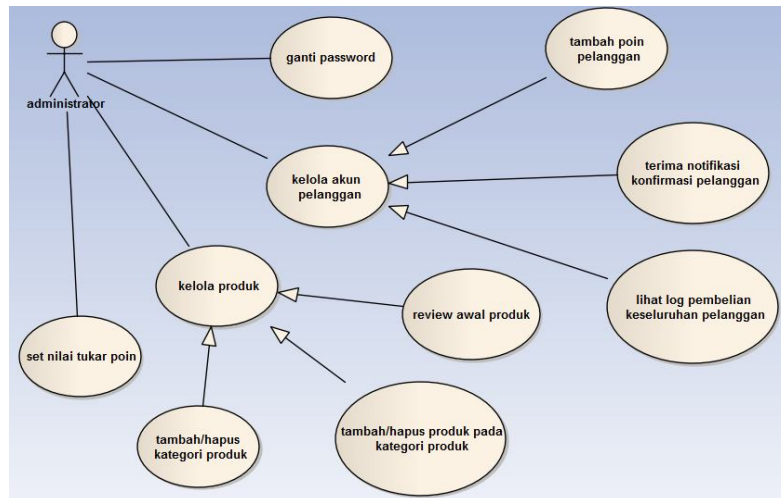 ganti password
tambah poin
pelanggan
administrator
terima notifikasi
konfirmasi pelanggan
kelola akun
pelanggan
kelola produk
lihat log pembelian
keseluruhan pelanggan
review awal produk
set nilai tukar poin
tambah/hapus
kategori produk
tambah/hapus produk pada
kategori produk